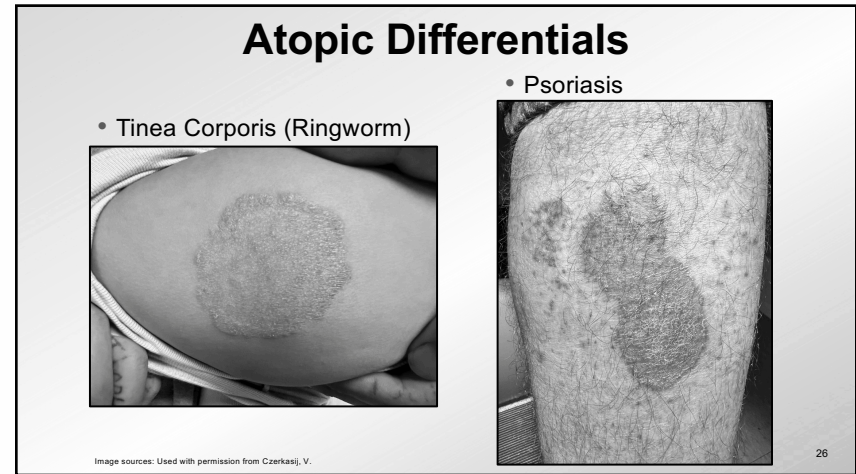 Atopic Differentials
• Psoriasis
• Tinea Corporis (Ringworm)
Image sources: Used with permission from Czerkasij, V.
26